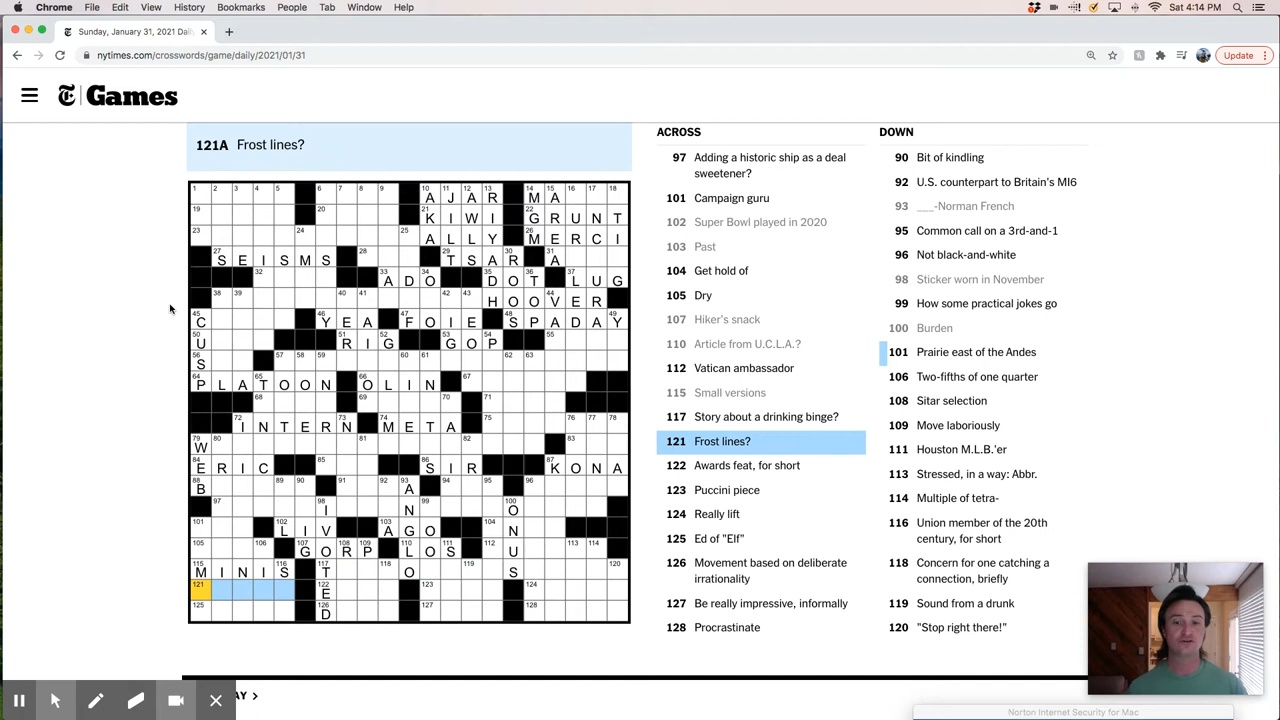 Chrome File Edit View History Bookmarks People Tab Window Help Sat 4:14 PM
Sunday, January 31, 2021 Dail
nytimes.com/crosswords/game/daily/2021/01/31
Update
Games
121A Frost lines?
ACROSS
97 Adding a historic ship as a deal
sweetener?
101 Campaign guru
102 Super Bowl played in 2020
103 Past
104 Get hold of
105 Dry
107 Hiker's snack
110 Article from U.C.L.A.?
112 Vatican ambassador
115 Small versions
117 Story about a drinking binge?
121 Frost lines?
122 Awards feat, for short
123 Puccini piece
124 Really lift
125 Ed of "Elf"
126 Movement based on deliberate
irrationality
127 Be really impressive, informally
128 Procrastinate
DOWN
90 Bit of kindling
92 U.S. counterpart to Britain's MI6
93 ___-Norman French
95 Common call on a 3rd-and-1
96 Not black-and-white
98 Sticker worn in November
99 How some practical jokes go
100 Burden
101 Prairie east of the Andes
106 Two-fifths of one quarter
108 Sitar selection
109 Move laboriously
111 Houston M.L.B.'er
113 Stressed, in a way: Abbr.
114 Multiple of tetra-
116 Union member of the 20th
century, for short
118 Concern for one catching a
connection, briefly
119 Sound from a drunk
120 "Stop right there!"
AJAR MA
KIWI GRUNT
ALLY MERCI
SEISMS TSAR A
ADO DOT LUG
HOOVER
C YEA FOIE SPADAY
U RIG GOP
S
PLATOON OLIN
INTERN META
W
ERIC SIR KONA
B A
I N O
LIV AGO N
GORP LOS U
MINIS T O S
E
D
AY >
Norton Internet Security for Mac